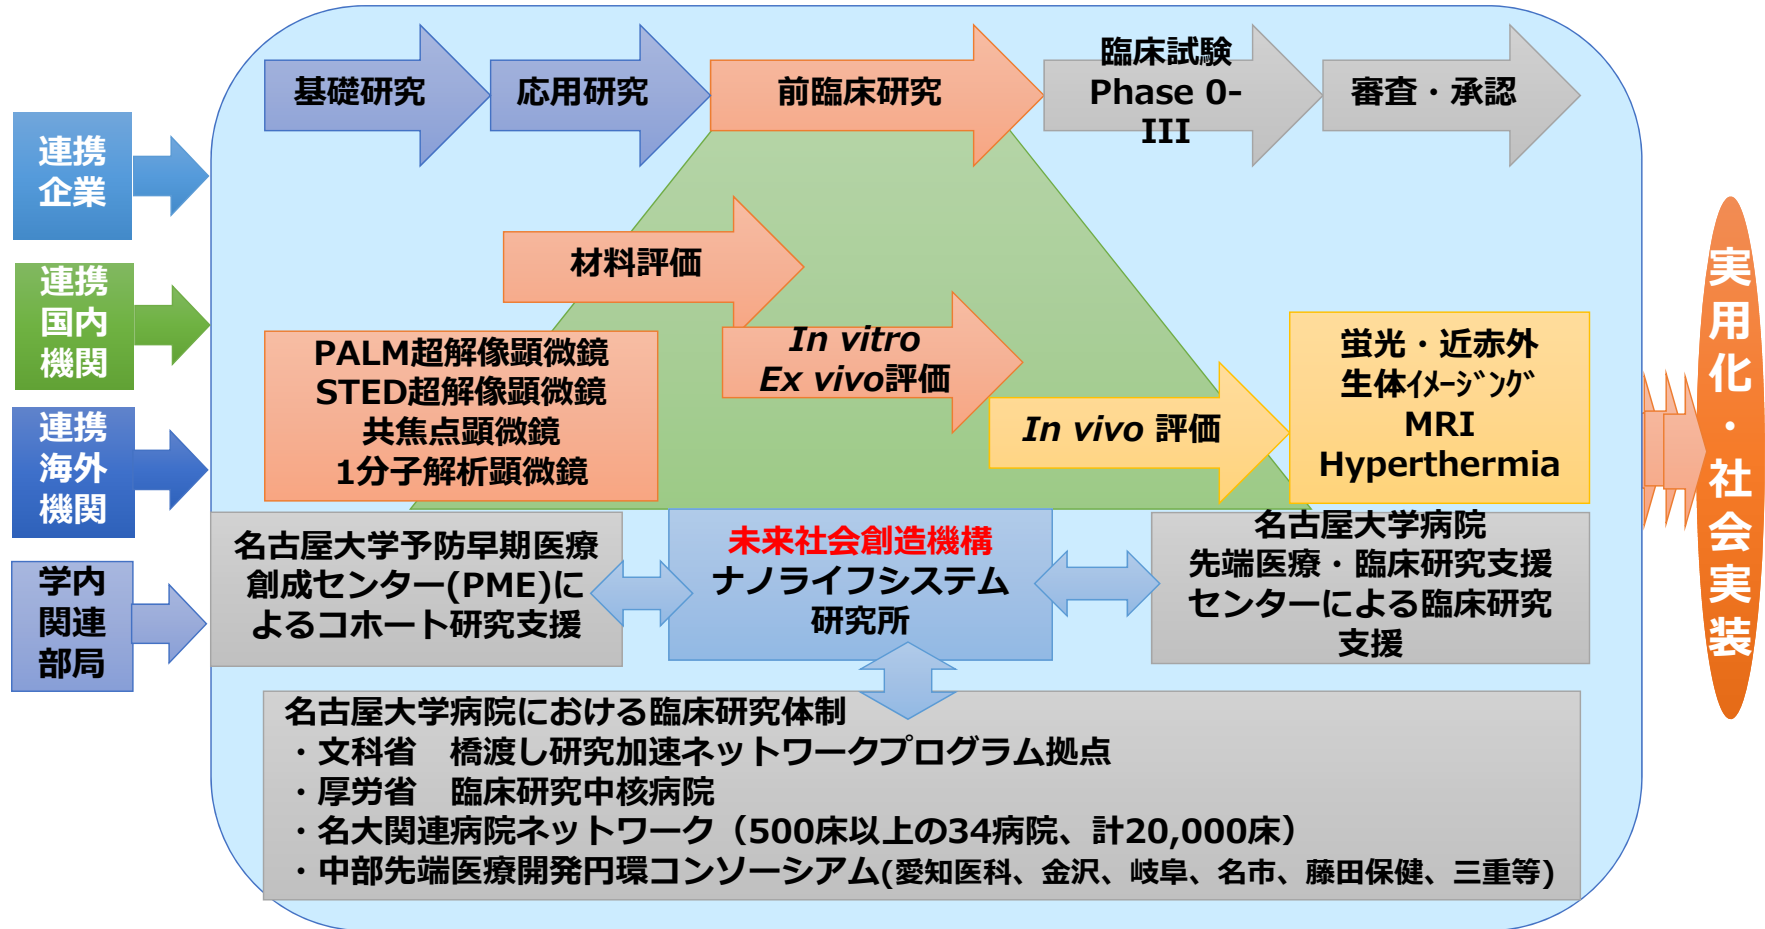 基礎研究
応用研究
前臨床研究
臨床試験
Phase 0-
III
審査・承認
連携
企業
連携
国内
機関
連携
海外
機関
学内
関連
部局
材料評価
In vitro
Ex vivo評価
In vivo 評価
PALM超解像顕微鏡
STED超解像顕微鏡
共焦点顕微鏡
1分子解析顕微鏡
蛍光・近赤外
生体ｲﾒｰｼﾞﾝｸﾞ
MRI
Hyperthermia
名古屋大学予防早期医療
創成センター(PME)に
よるコホート研究支援
未来社会創造機構
ナノライフシステム
研究所
名古屋大学病院
先端医療・臨床研究支援
センターによる臨床研究
支援
名古屋大学病院における臨床研究体制
・文科省　橋渡し研究加速ネットワークプログラム拠点
・厚労省　臨床研究中核病院
・名大関連病院ネットワーク（500床以上の34病院、計20,000床）
・中部先端医療開発円環コンソーシアム(愛知医科、金沢、岐阜、名市、藤田保健、三重等)
実用化・社会実装